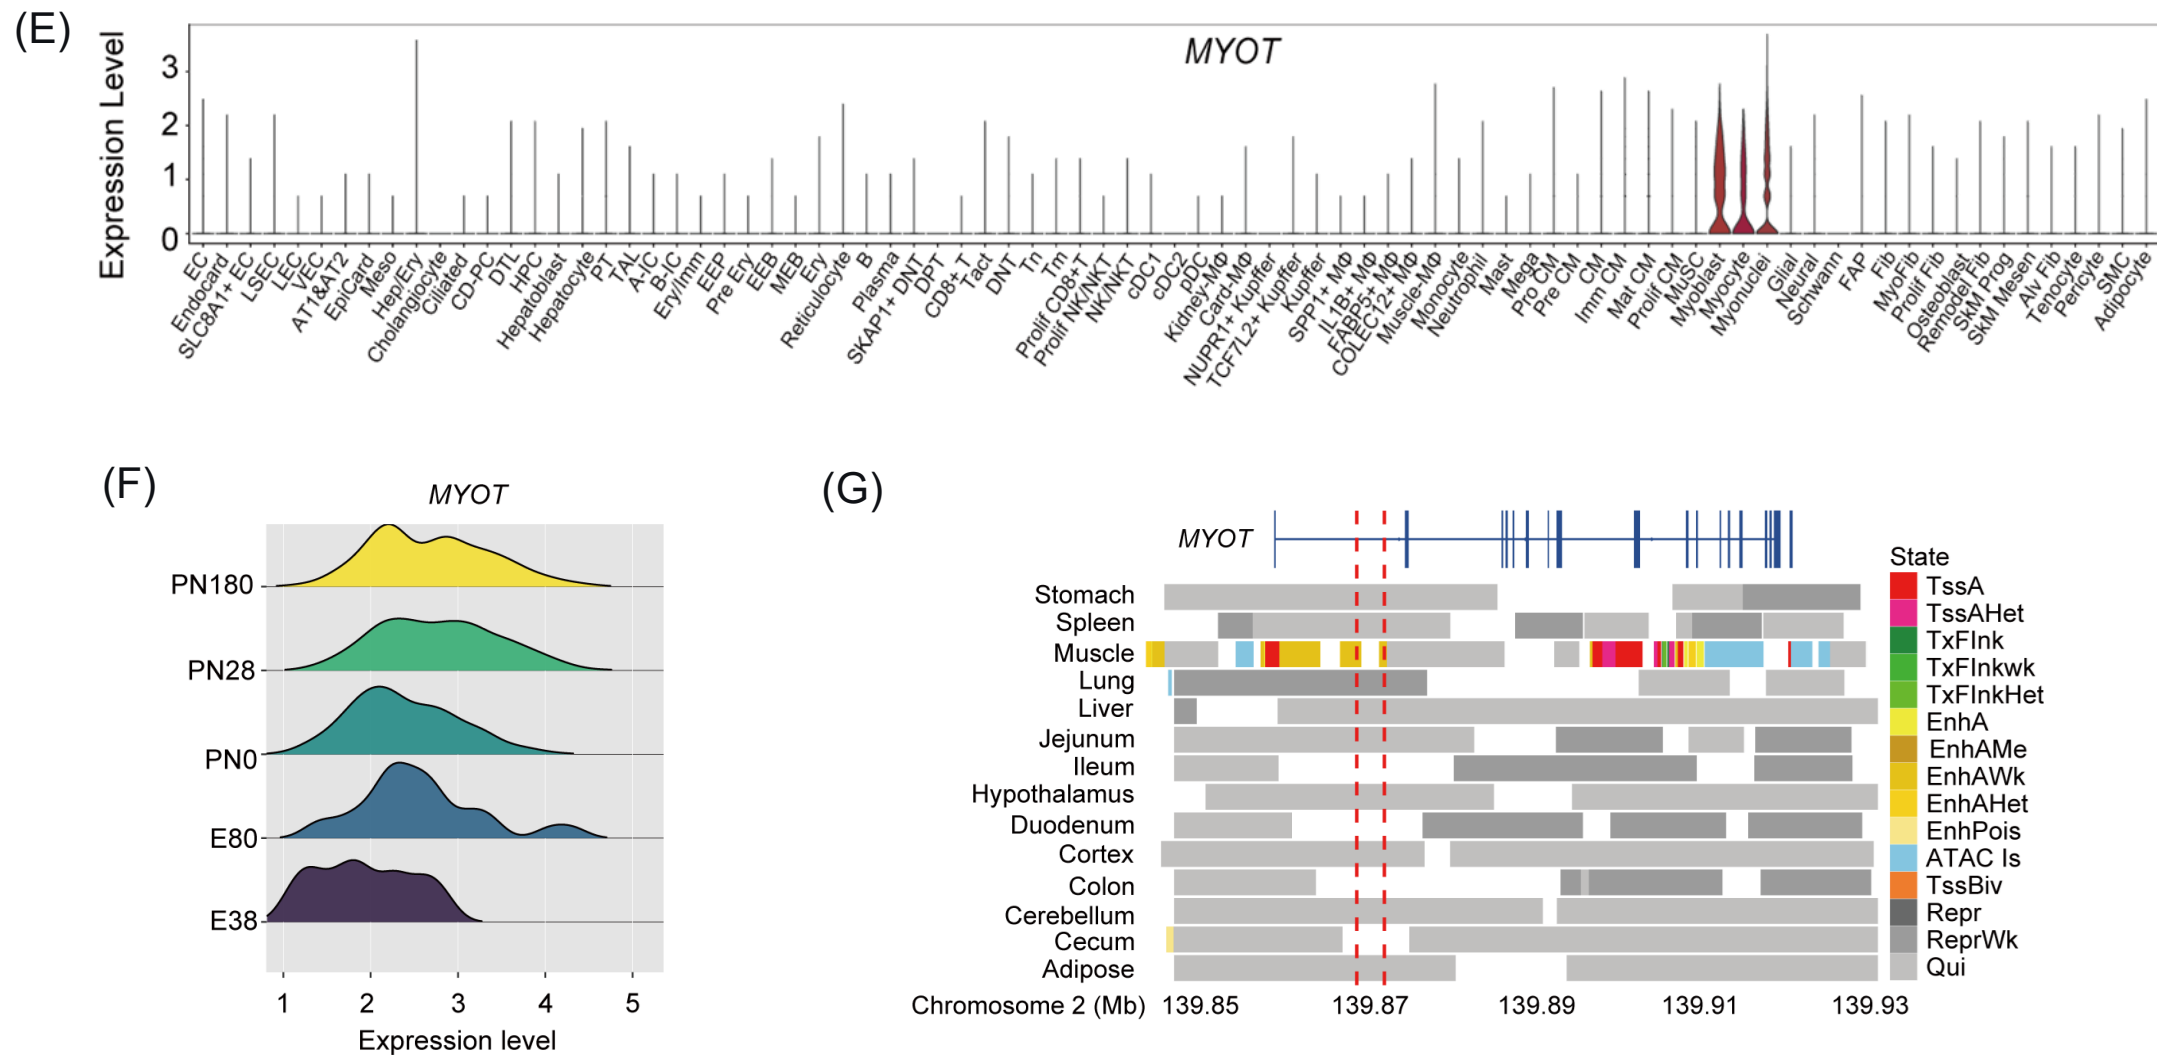 (E)
MYOT
Expression Level
3
2
1
0
EC
Endocard
SLC8A1+ EC
LSEC
LEC
VEC
AT1&AT2
EpiCard
Meso
Hep/Ery
Cholangiocyte
Ciliated
CD-PC
DTL
HPC
Hepatoblast
Hepatocyte
PT
TAL
A-IC
B-IC
Ery/Imm
EEP
Pre Ery
EEB
MEB
Ery
Reticulocyte
B
Plasma
SKAP1+ DNT
DPT
CD8+ T
Tact
DNT
Tn
Tm
Prolif CD8+T
Prolif NK/NKT
NK/NKT
cDC1
cDC2
pDC
Kidney-MΦ
Card-MΦ
NUPR1+ Kupffer
TCF7L2+ Kupffer
Kupffer
SPP1+ MΦ
IL1B+ MΦ
FABP5+ MΦ
COLEC12+ MΦ
Muscle-MΦ
Monocyte
Neutrophil
Mast
Mega
Pro CM
Pre CM
CM
Imm CM
Mat CM
Prolif CM
MuSC
Myoblast
Myocyte
Myonuclei
Glial
Neural
Schwann
FAP
Fib
MyoFib
Prolif Fib
Osteoblast
Remodel Fib
SkM Prog
SkM Mesen
Alv Fib
Tenocyte
Pericyte
SMC
Adipocyte
(F)
MYOT
PN180
PN28
PN0
E80
E38
1 2 3 4 5
Expression level
(G)
MYOT
Stomach
Spleen
Muscle
Lung
Liver
Jejunum
Ileum
Hypothalamus
Duodenum
Cortex
Colon
Cerebellum
Cecum
Adipose
Chromosome 2 (Mb) 139.85 139.87 139.89 139.91 139.93
State
TssA
TssAHet
TxFlnk
TxFlnkwk
TxFlnkHet
EnhA
EnhAMe
EnhAWk
EnhAHet
EnhPois
ATAC Is
TssBiv
Repr
ReprWk
Qui